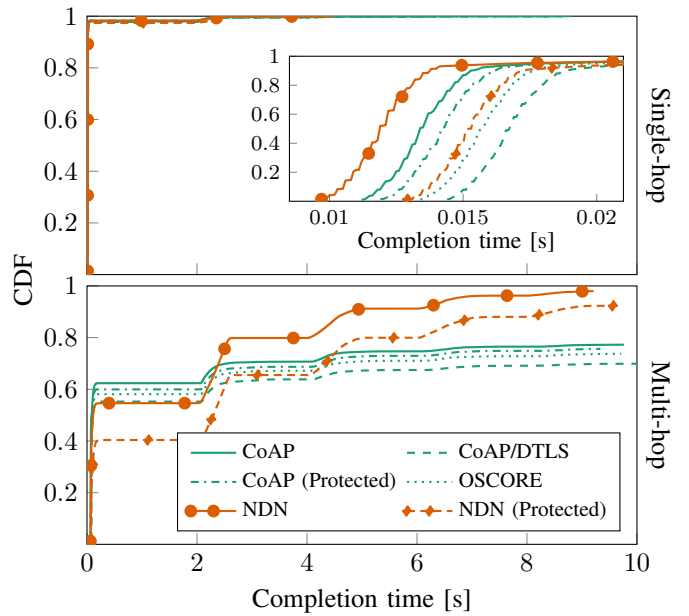 1
0.8
0.6
0.4
0.2
1
0.8
0.6
0.4
0.2
0.01
0.015
0.02
Completion time [s]
Single-hop
CDF
1
0.8
0.6
0.4
0.2
0
2
4
6
8
10
CoAP
CoAP/DTLS
CoAP (Protected)
OSCORE
NDN
NDN (Protected)
Multi-hop
Completion time [s]